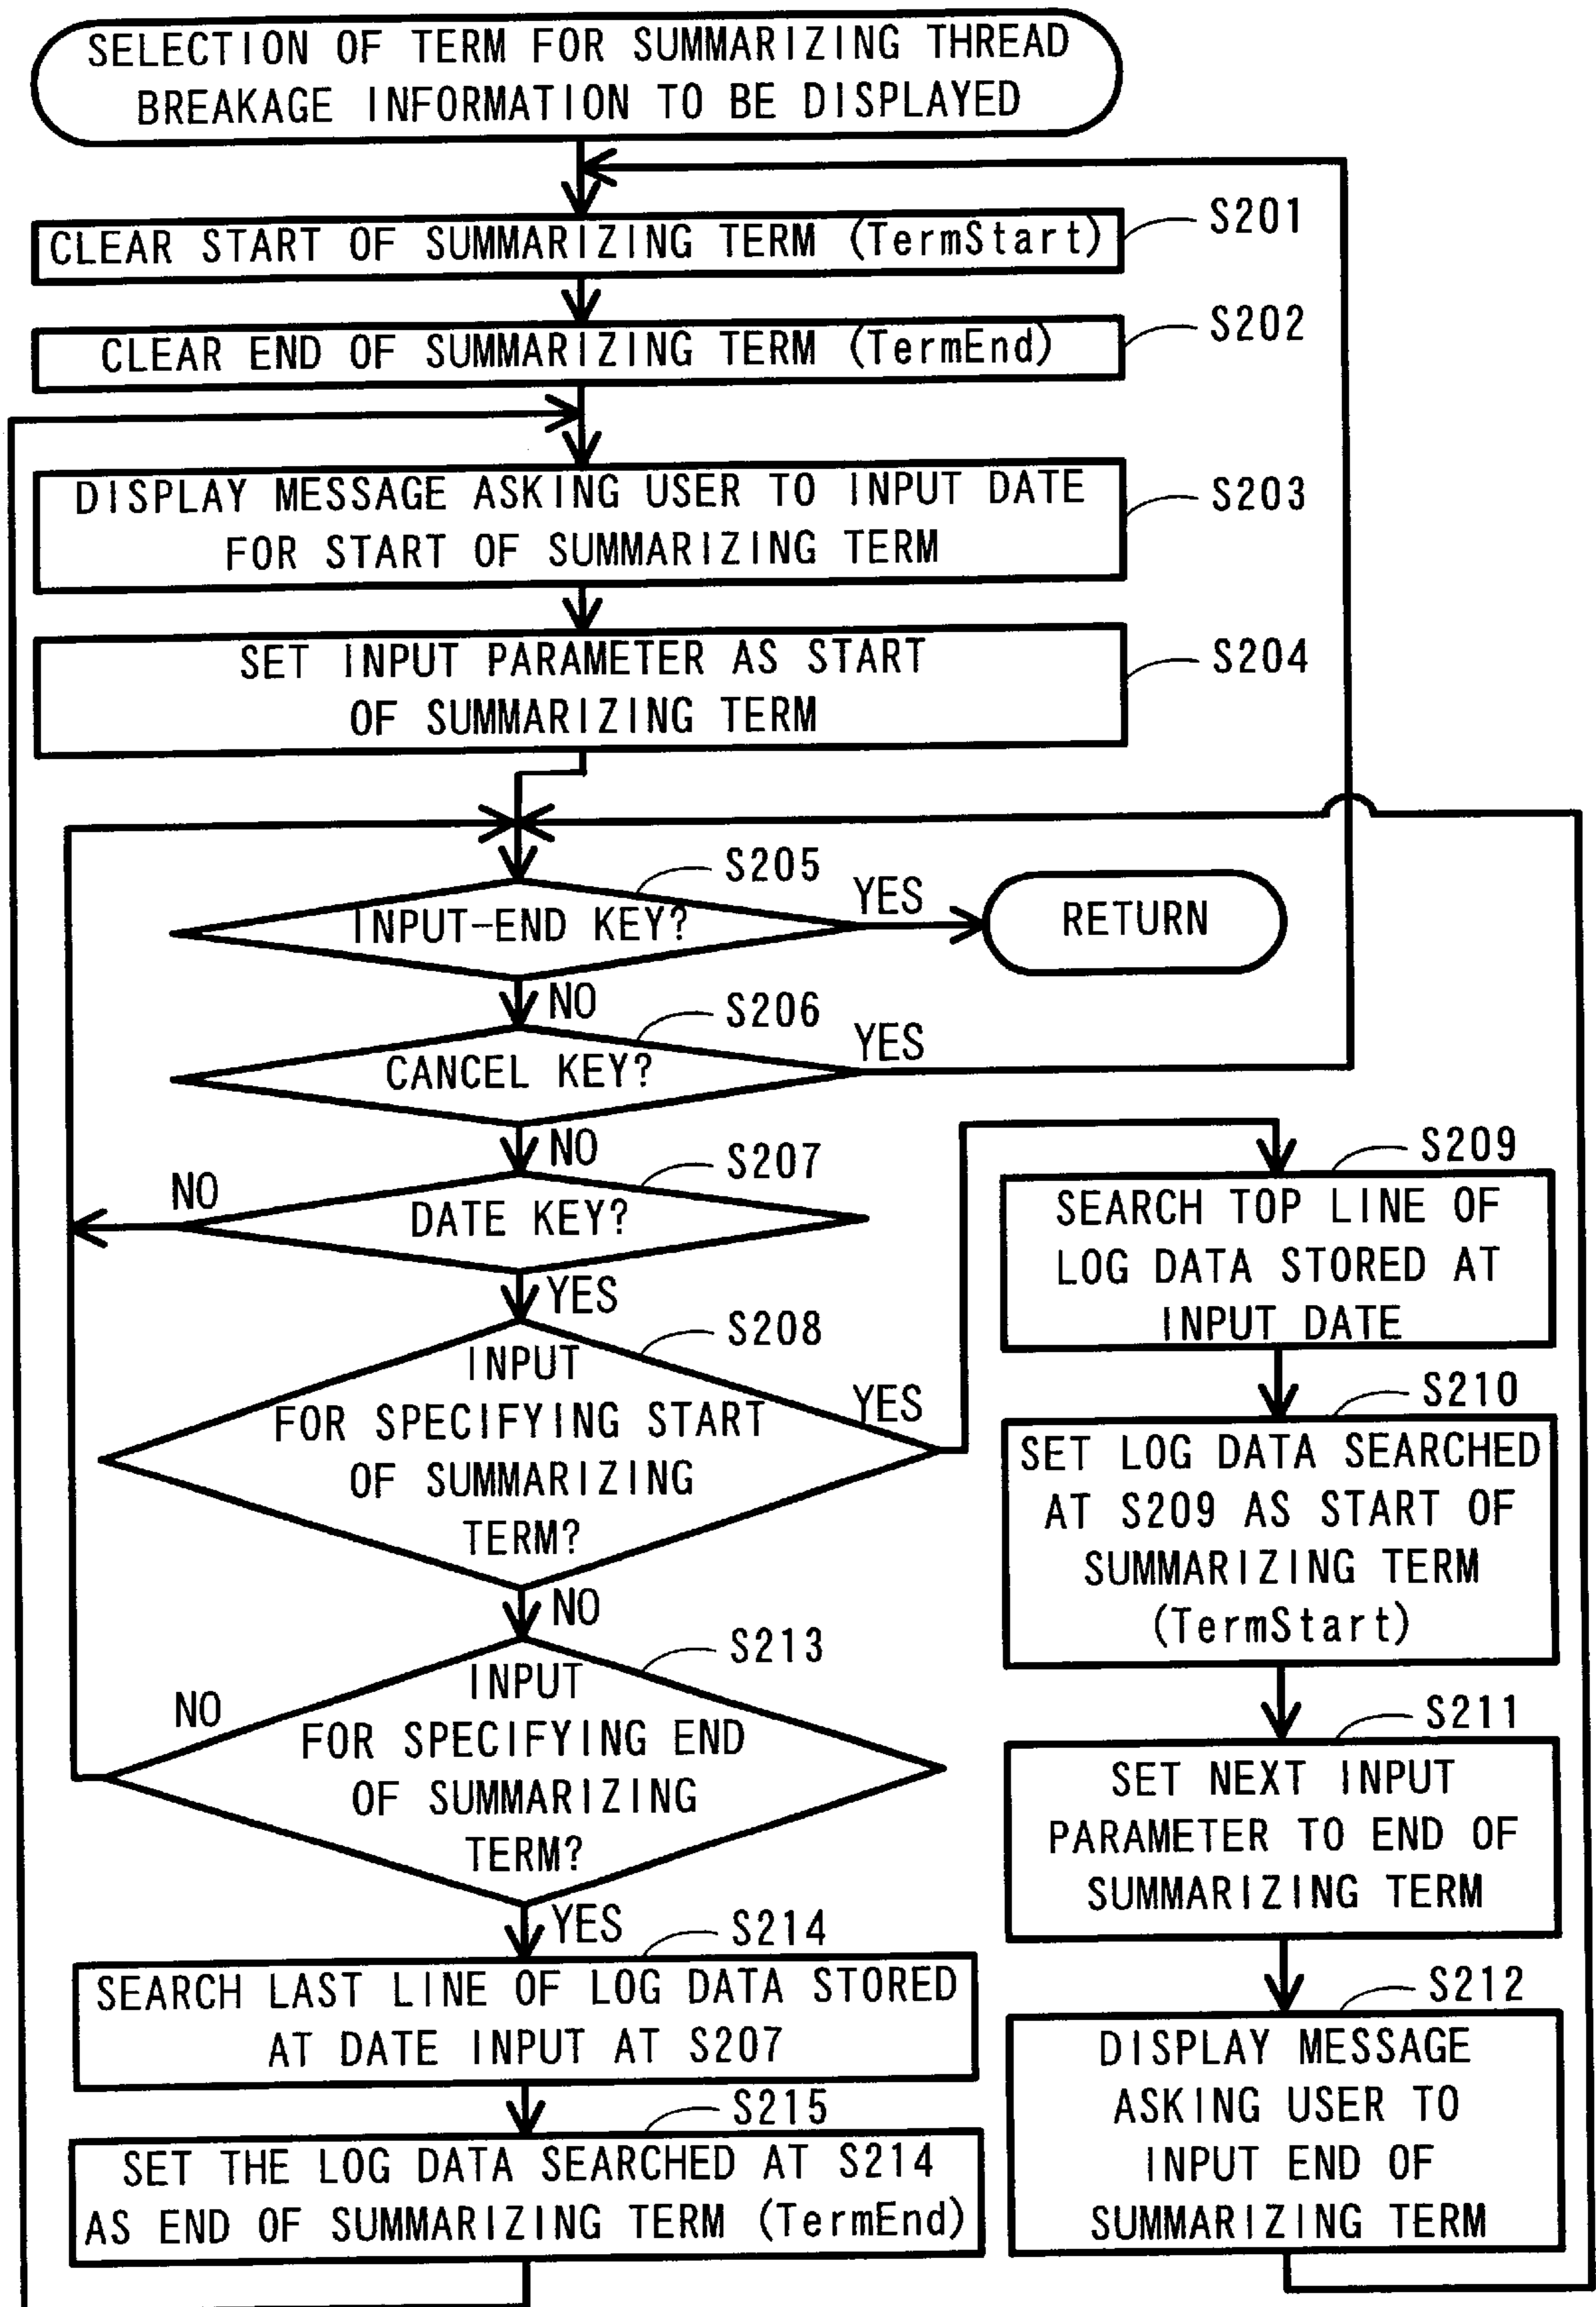 SELECTION OF TERM FOR SUMMARIZING THREAD
BREAKAGE INFORMATION TO BE DISPLAYED
CLEAR START OF SUMMARIZING TERM (TermStart)
S201
CLEAR END OF SUMMARIZING TERM (TermEnd)
S202
DISPLAY MESSAGE ASKING USER TO INPUT DATE
FOR START OF SUMMARIZING TERM
S203
SET INPUT PARAMETER AS START
OF SUMMARIZING TERM
S204
S205
INPUT-END KEY?
YES
RETURN
NO
S206
CANCEL KEY?
YES
NO
S207
DATE KEY?
NO
YES
S208
INPUT
FOR SPECIFYING START
OF SUMMARIZING
TERM?
YES
NO
S209
SEARCH TOP LINE OF
LOG DATA STORED AT
INPUT DATE
S210
SET LOG DATA SEARCHED
AT S209 AS START OF
SUMMARIZING TERM
(TermStart)
S211
SET NEXT INPUT
PARAMETER TO END OF
SUMMARIZING TERM
S212
DISPLAY MESSAGE
ASKING USER TO
INPUT END OF
SUMMARIZING TERM
S213
INPUT
FOR SPECIFYING END
OF SUMMARIZING
TERM?
NO
YES
S214
SEARCH LAST LINE OF LOG DATA STORED
AT DATE INPUT AT S207
S215
SET THE LOG DATA SEARCHED AT S214
AS END OF SUMMARIZING TERM (TermEnd)